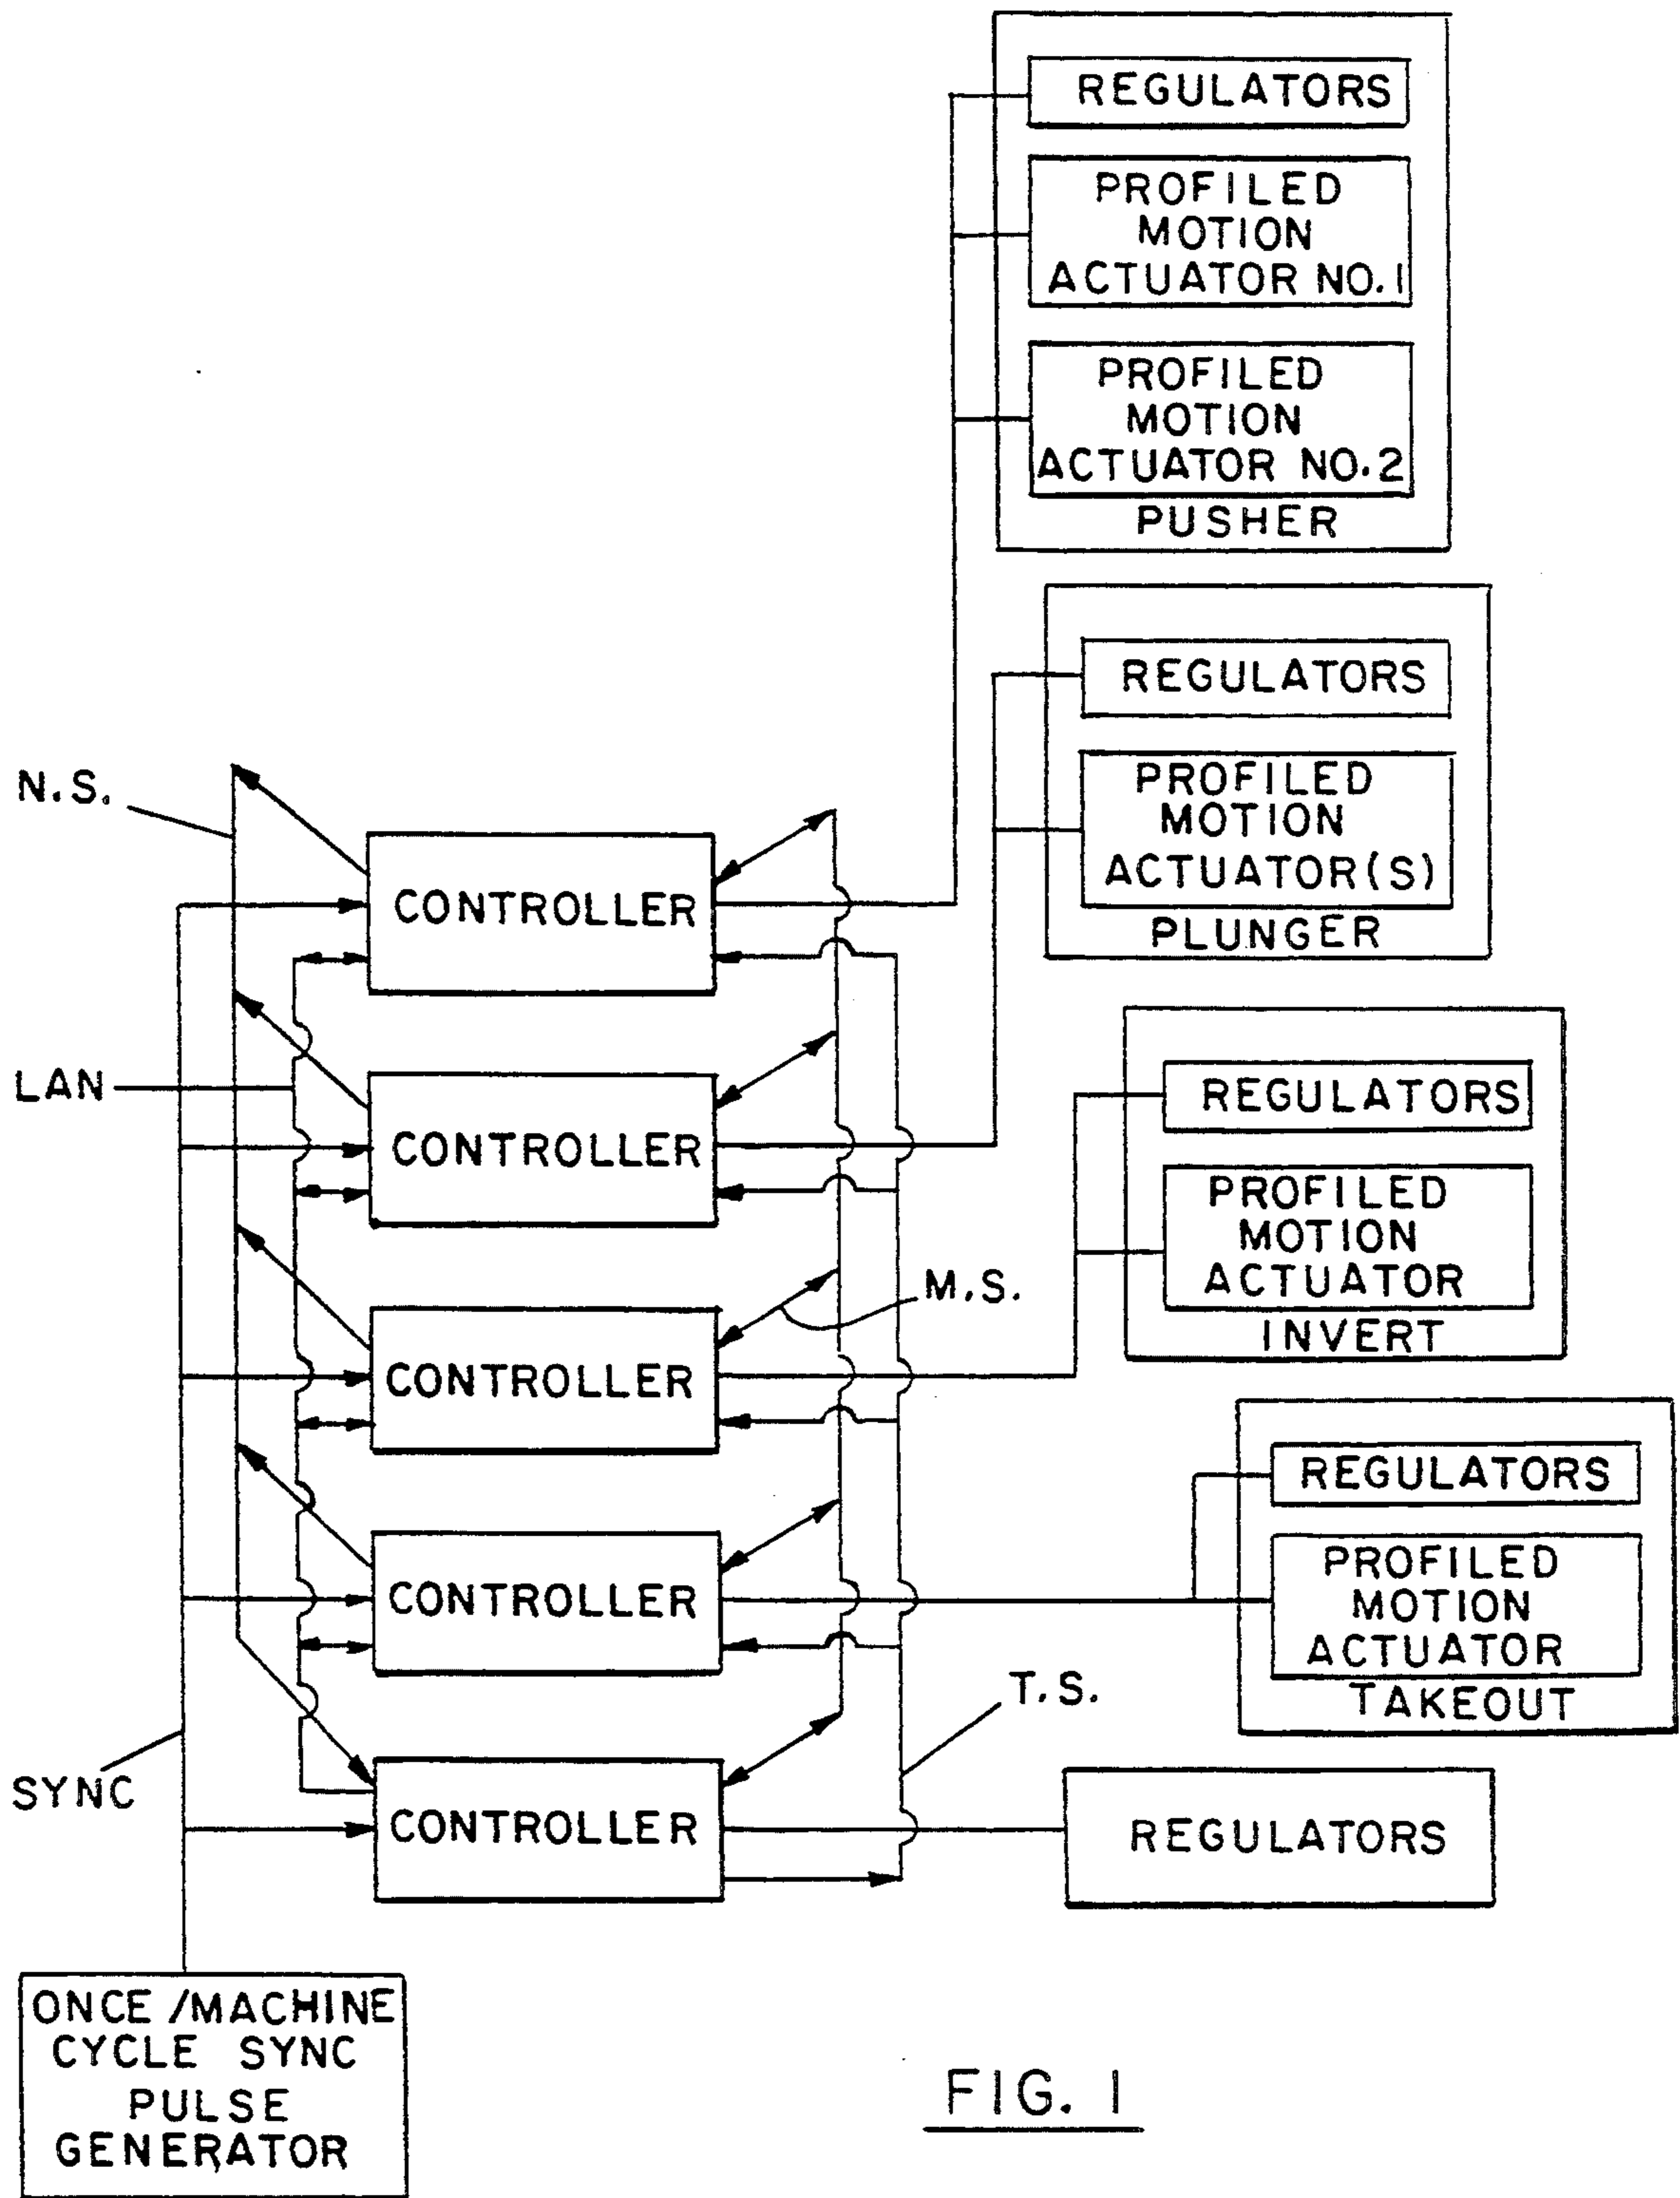 REGULATORS
PROFILED
MOTION
ACTUATOR NO.1
PROFILED
MOTION
ACTUATOR NO.2
PUSHER
REGULATORS
PROFILED
MOTION
ACTUATOR(S)
PLUNGER
N.S.
CONTROLLER
LAN
CONTROLLER
REGULATORS
PROFILED
MOTION
ACTUATOR
INVERT
M.S.
CONTROLLER
REGULATORS
PROFILED
MOTION
ACTUATOR
TAKEOUT
CONTROLLER
T.S.
SYNC
CONTROLLER
REGULATORS
ONCE/MACHINE
CYCLE SYNC
PULSE
GENERATOR
FIG. 1